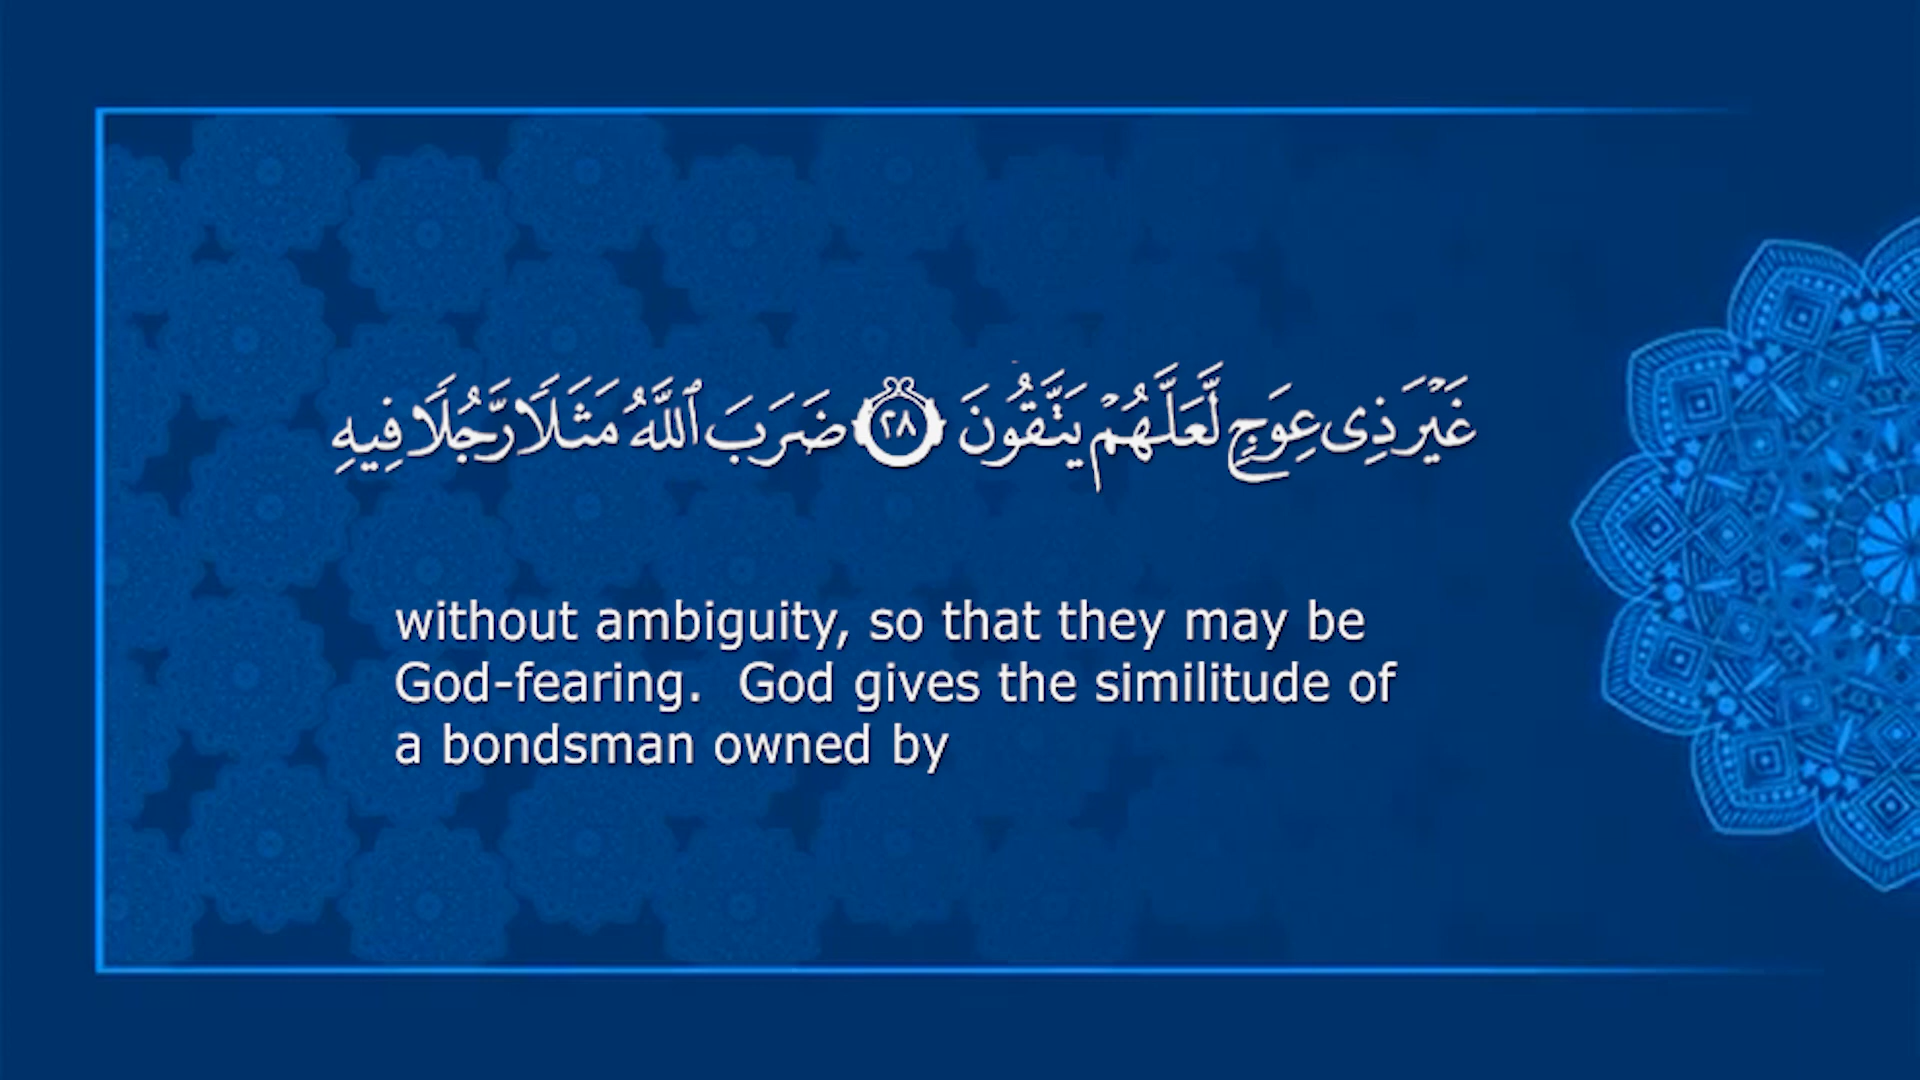 غَيْرَ ذِى عِوَجٍ لَّعَلَّهُمْ يَتَّقُونَ ٢٨ ضَرَبَ ٱللَّهُ مَثَلًا رَّجُلًا فِيهِ
without ambiguity, so that they may be
God-fearing. God gives the similitude of
a bondsman owned by